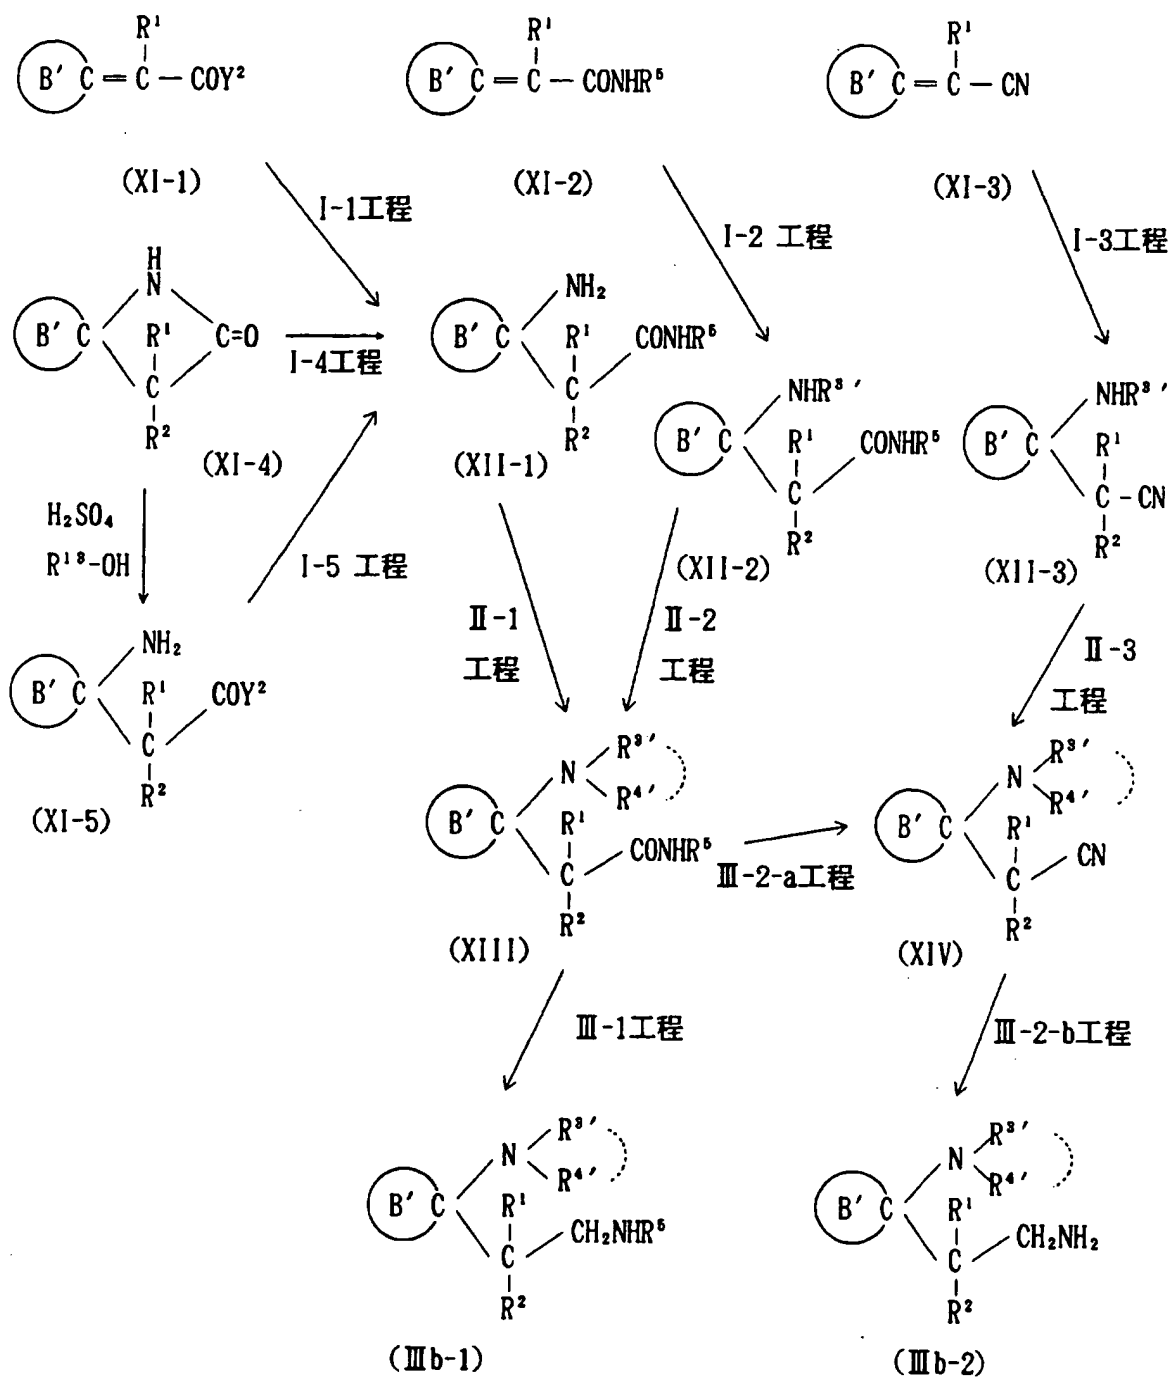 R¹ R¹ R¹
B′ C = C − COY² B′ C = C − CONHR⁵ B′ C = C − CN
(XI-1) (XI-2) (XI-3)
I-1工程 I-2 工程 I-3工程
H
N NH₂
B′ C R¹ C=O I-4工程 B′ C R¹ CONHR⁵
C C
R² R²
(XI-4) (XII-1)
NHR³′ NHR³′
B′ C R¹ CONHR⁵ B′ C R¹
C C − CN
R² R²
(XII-2) (XII-3)
H₂SO₄
R¹⁸-OH
I-5 工程
II-1 II-2 II-3
工程 工程 工程
NH₂
B′ C R¹ COY²
C
R²
(XI-5)
R³′ R³′
N N
R⁴′ R⁴′
B′ C R¹ CONHR⁵ III-2-a工程 B′ C R¹ CN
C C
R² R²
(XIII) (XIV)
III-1工程 III-2-b工程
R³′ R³′
N N
R⁴′ R⁴′
B′ C R¹ CH₂NHR⁵ B′ C R¹ CH₂NH₂
C C
R² R²
(IIIb-1) (IIIb-2)